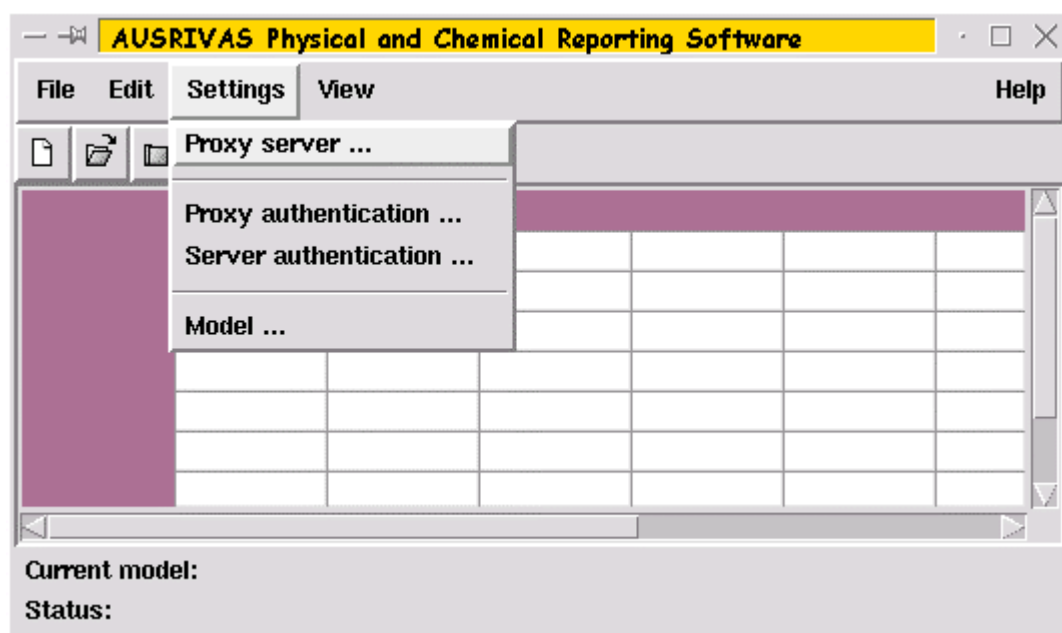 AUSRIVAS Physical and Chemical Reporting Software
File Edit Settings View Help
Proxy server ...
Proxy authentication ...
Server authentication ...
Model ...
Current model:
Status: